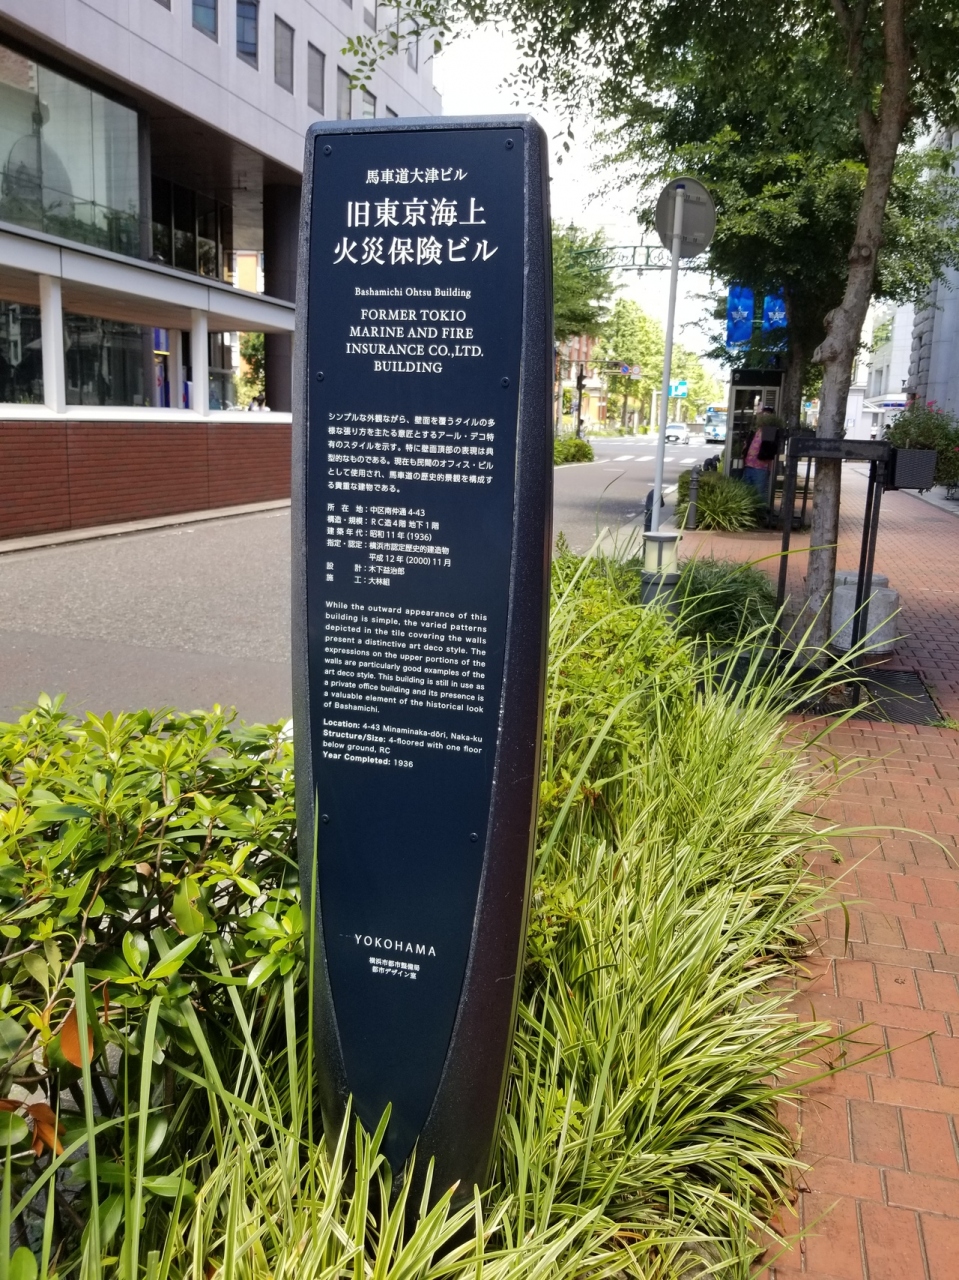 馬車道大津ビル
旧東京海上
火災保険ビル
Bashamichi Ohtsu Building
FORMER TOKIO
MARINE AND FIRE
INSURANCE CO.,LTD.
BUILDING
シンプルな外観ながら、壁面を覆うタイルの多
様な張り方を主たる意匠とするアール・デコ特
有のスタイルを示す。特に壁面頂部の表現は典
型的なものである。現在も民間のオフィス・ビル
として使用され、馬車道の歴史的景観を構成す
る貴重な建物である。
所在地：中区南仲通4-43
構造・規模：RC造4階 地下1階
建築年代：昭和11年(1936)
指定・認定：横浜市認定歴史的建造物
平成12年(2000)11月
設計：木下益治郎
施工：大林組
While the outward appearance of this
building is simple, the varied patterns
depicted in the tile covering the walls
present a distinctive art deco style. The
expressions on the upper portions of the
walls are particularly good examples of the
art deco style. This building is still in use as
a private office building and its presence is
a valuable element of the historical look
of Bashamichi.
Location: 4-43 Minaminaka-dōri, Naka-ku
Structure/Size: 4-floored with one floor
below ground, RC
Year Completed: 1936
YOKOHAMA
横浜市都市整備局
都市デザイン室